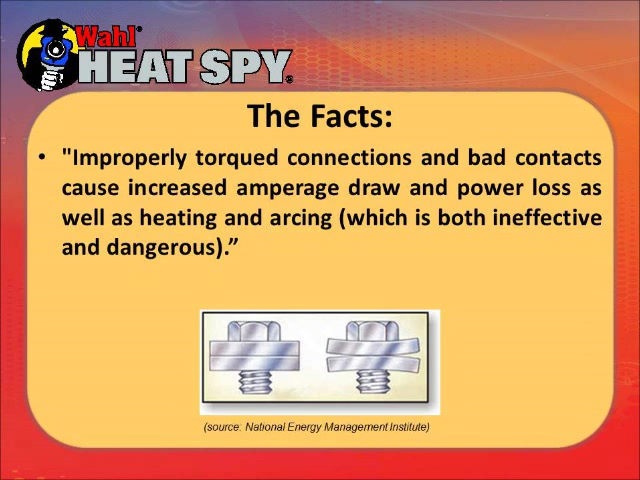 Wahl®
HEAT SPY®
The Facts:
• "Improperly torqued connections and bad contacts
cause increased amperage draw and power loss as
well as heating and arcing (which is both ineffective
and dangerous).”
(source: National Energy Management Institute)